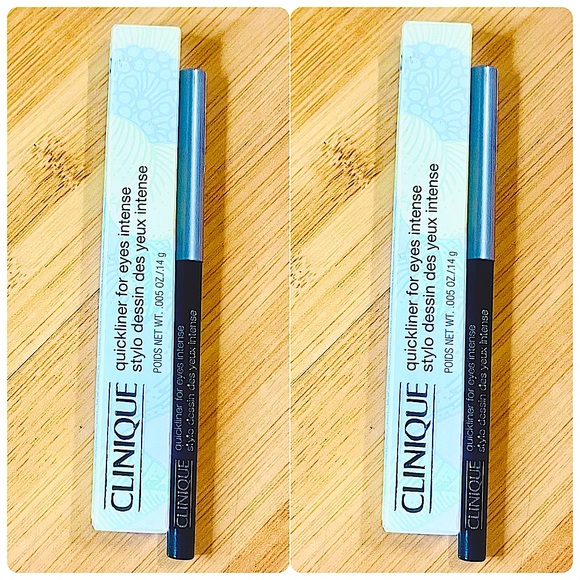 CLINIQUE
quickliner for eyes intense
stylo dessin des yeux intense
POIDS NET WT. .005 OZ./.14 g
CLINIQUE
quickliner for eyes intense
stylo dessin des yeux intense
CLINIQUE
quickliner for eyes intense
stylo dessin des yeux intense
POIDS NET WT. .005 OZ./.14 g
CLINIQUE
quickliner for eyes intense
stylo dessin des yeux intense